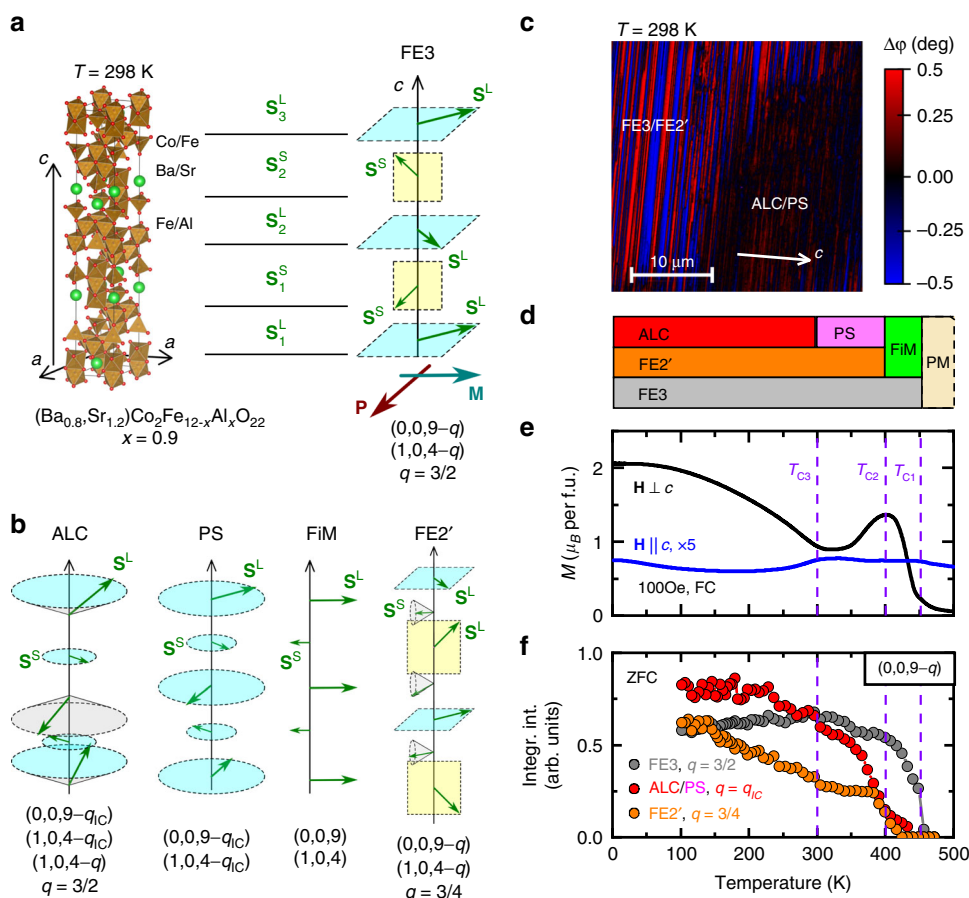 a
T = 298 K
Co/Fe
Ba/Sr
Fe/Al
c
a
a
(Ba0.8,Sr1.2)Co2Fe12-xAlxO22
x = 0.9
S3L
S2S
S2L
S1S
S1L
FE3
c
SL
SS
SL
SS
SL
P
M
(0,0,9–q)
(1,0,4–q)
q = 3/2
b
ALC
SL
SS
(0,0,9–qIC)
(1,0,4–qIC)
(1,0,4–q)
q = 3/2
PS
SL
SS
(0,0,9–qIC)
(1,0,4–qIC)
FiM
SL
SS
(0,0,9)
(1,0,4)
FE2′
SL
SS
SL
(0,0,9–q)
(1,0,4–q)
q = 3/4
c
T = 298 K
FE3/FE2′
ALC/PS
c
10 μm
Δφ (deg)
0.5
0.25
0.00
–0.25
–0.5
d
ALC
PS
FiM
PM
FE2′
FE3
e
2
1
0
M (μB per f.u.)
TC3
TC2
TC1
H ⊥ c
H || c, ×5
100Oe, FC
f
ZFC
(0,0,9–q)
1.0
0.5
0.0
Integr. int.
(arb. units)
FE3, q = 3/2
ALC/PS, q = qIC
FE2′, q = 3/4
0 100 200 300 400 500
Temperature (K)